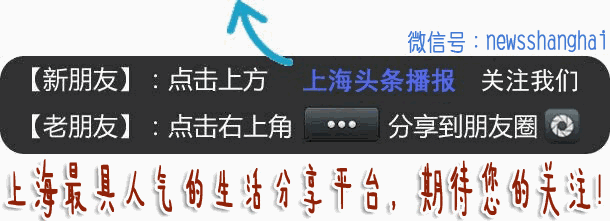 微信号：newsshanghai
【新朋友】：点击上方 上海头条播报 关注我们
【老朋友】：点击右上角 ••• 分享到朋友圈
上海最具人气的生活分享平台，期待您的关注！